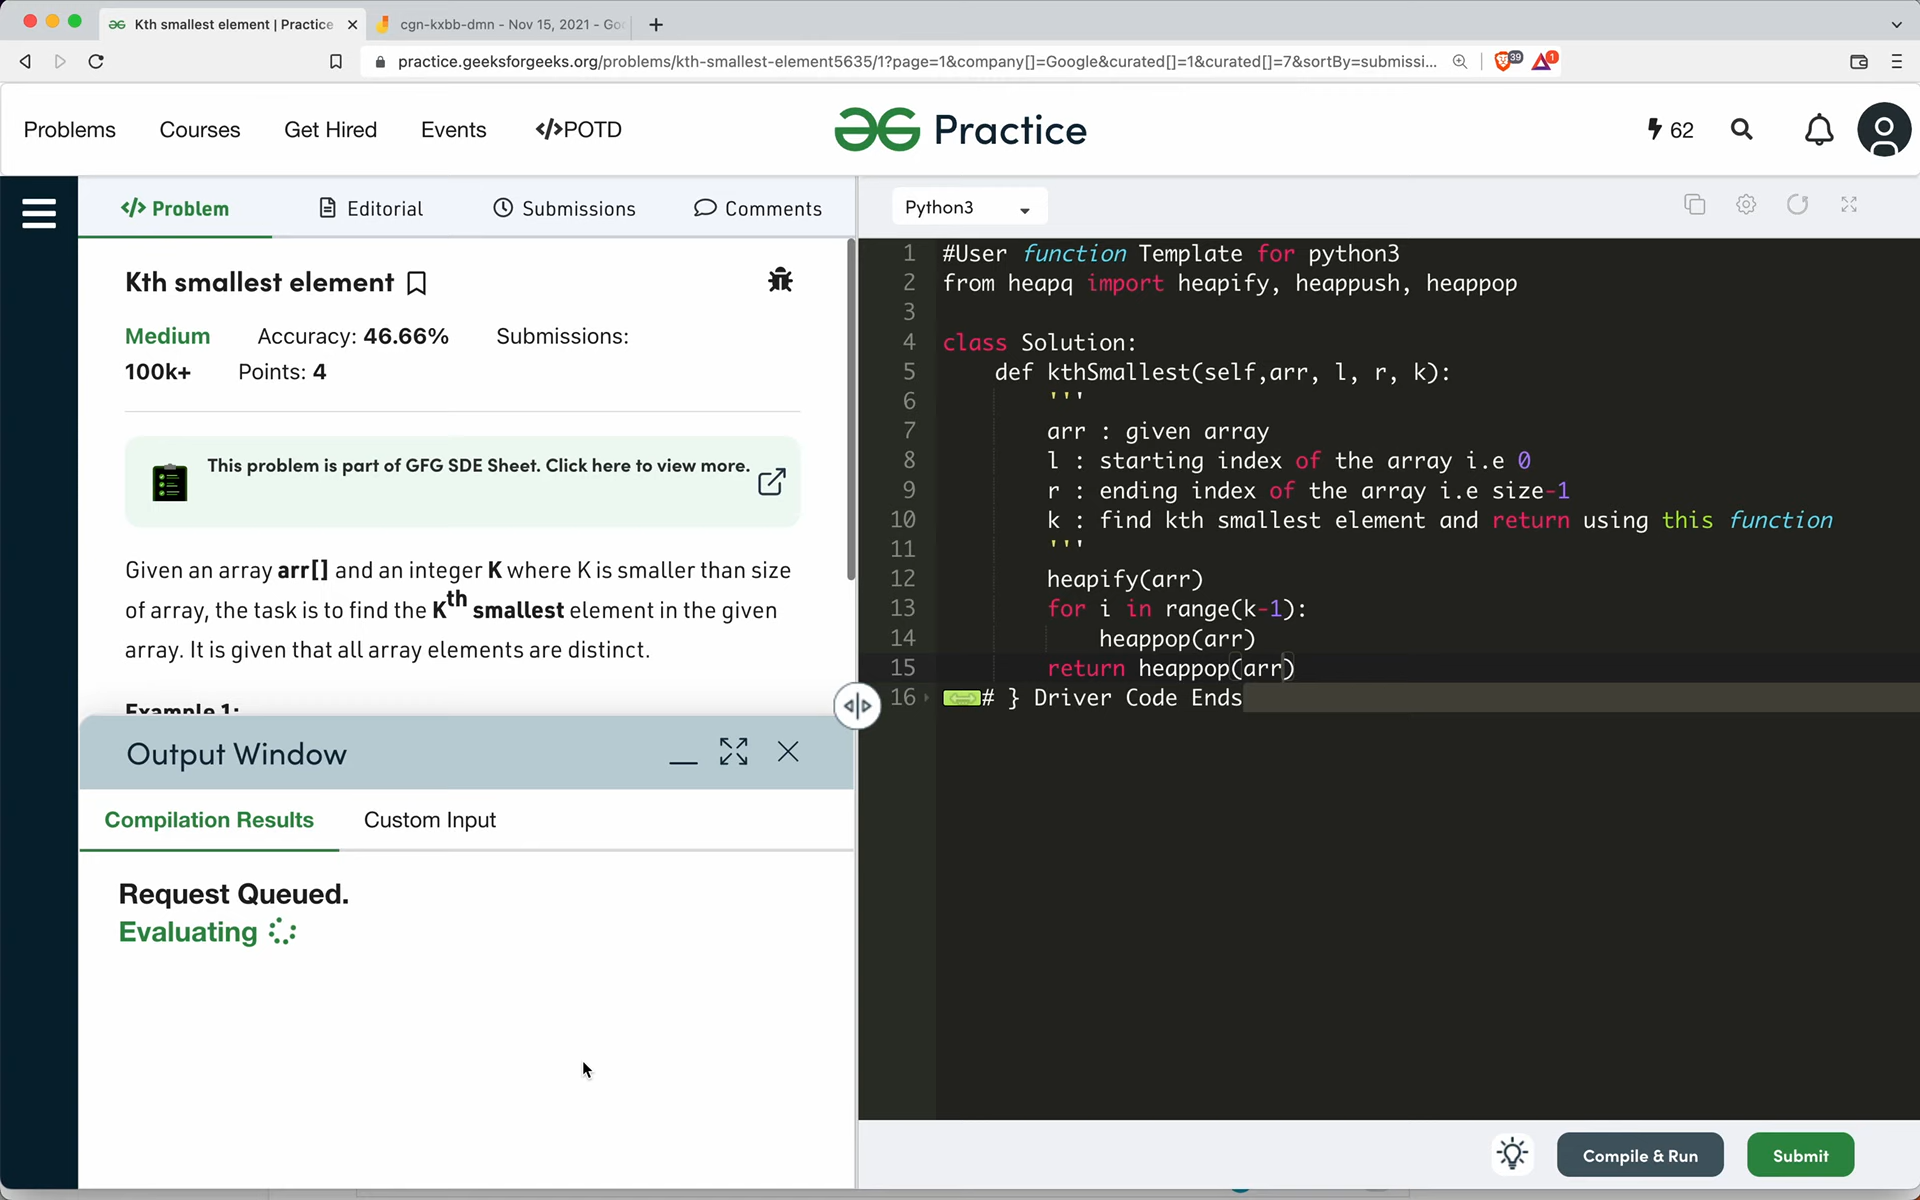 Kth smallest element | Practice
cgn-kxbb-dmn - Nov 15, 2021 - Goo
practice.geeksforgeeks.org/problems/kth-smallest-element5635/1?page=1&company[]=Google&curated[]=1&curated[]=7&sortBy=submissi...
39
1
Problems
Courses
Get Hired
Events
</>POTD
Practice
62
</> Problem
Editorial
Submissions
Comments
Kth smallest element
Medium Accuracy: 46.66% Submissions:
100k+ Points: 4
This problem is part of GFG SDE Sheet. Click here to view more.
Given an array arr[] and an integer K where K is smaller than size
of array, the task is to find the Kth smallest element in the given
array. It is given that all array elements are distinct.
Example 1:
Output Window
Compilation Results
Custom Input
Request Queued.
Evaluating
Python3
1 #User function Template for python3
2 from heapq import heapify, heappush, heappop
3
4 class Solution:
5 def kthSmallest(self,arr, l, r, k):
6 '''
7 arr : given array
8 l : starting index of the array i.e 0
9 r : ending index of the array i.e size-1
10 k : find kth smallest element and return using this function
11 '''
12 heapify(arr)
13 for i in range(k-1):
14 heappop(arr)
15 return heappop(arr)
16 # } Driver Code Ends
Compile & Run
Submit